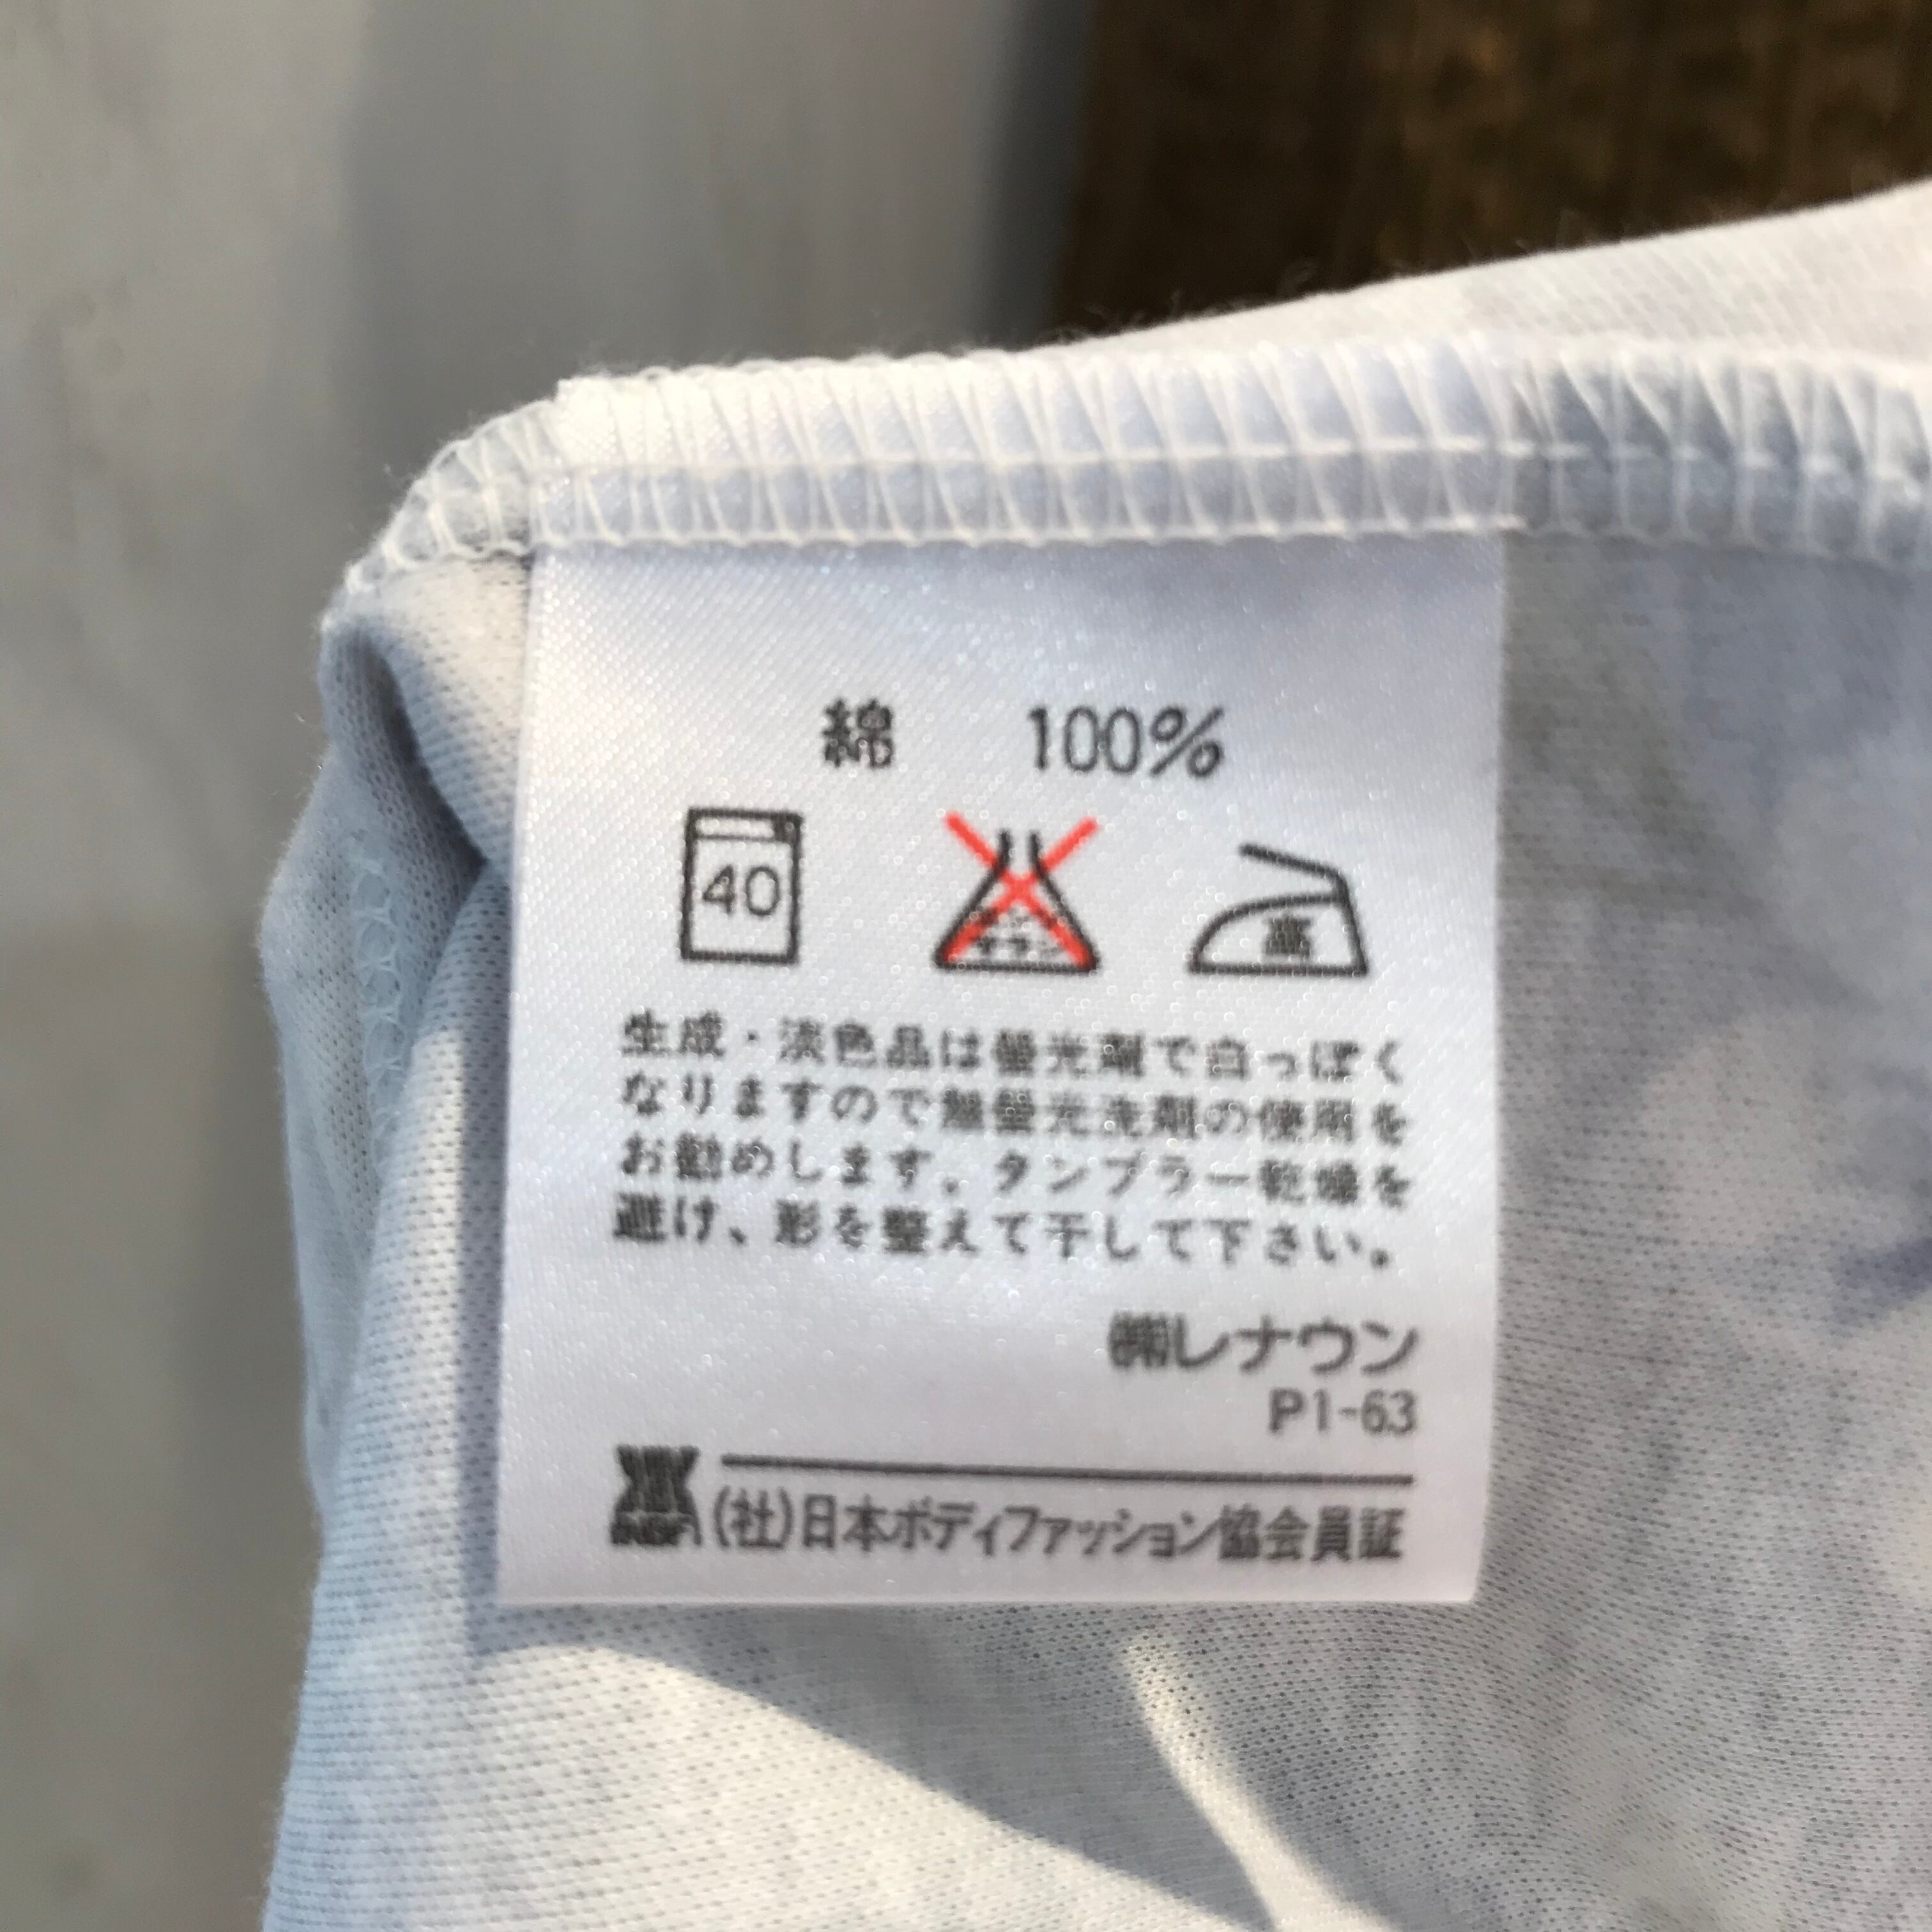 綿 100%
40
高
生成・淡色品は螢光剤で白っぽく
なりますので無螢光洗剤の使用を
お勧めします。タンブラー乾燥を
避け、形を整えて干して下さい。
㈱レナウン
P1-63
(社)日本ボディファッション協会員証